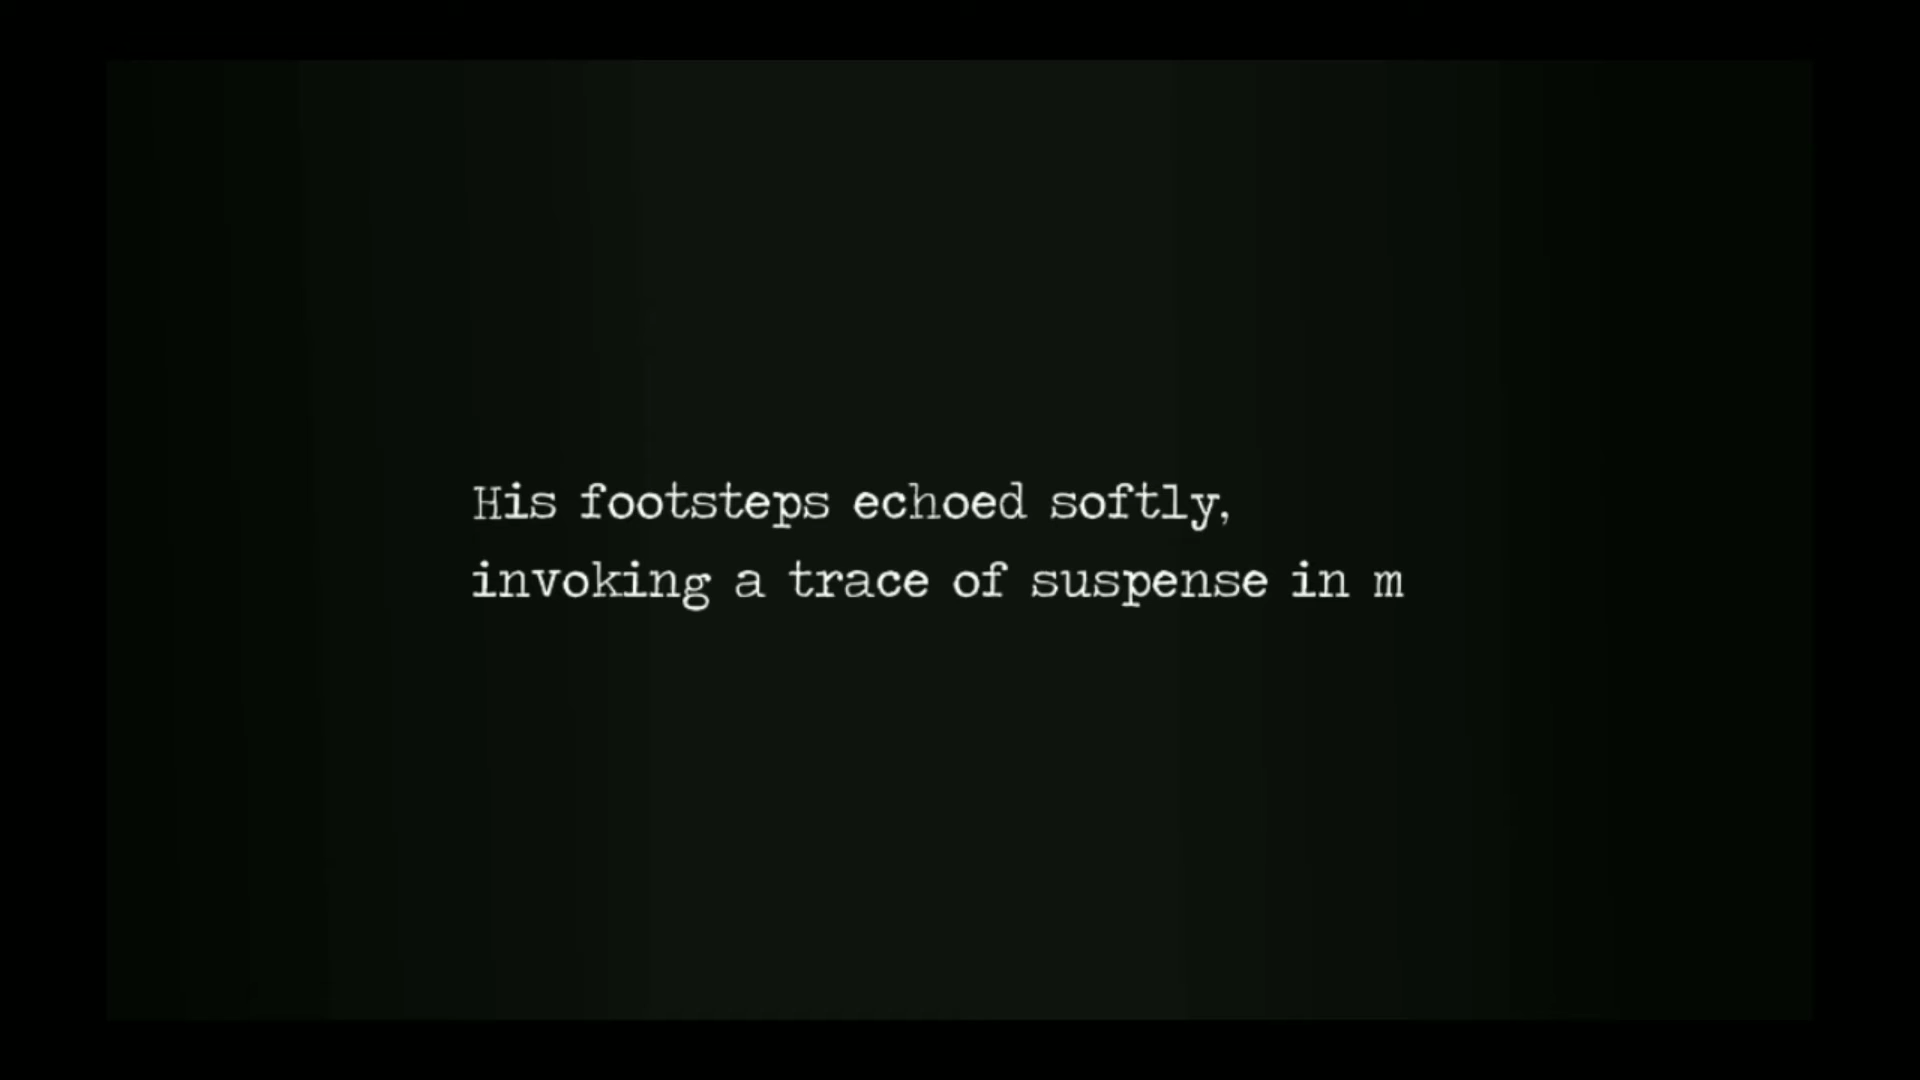 His footsteps echoed softly,
invoking a trace of suspense in m